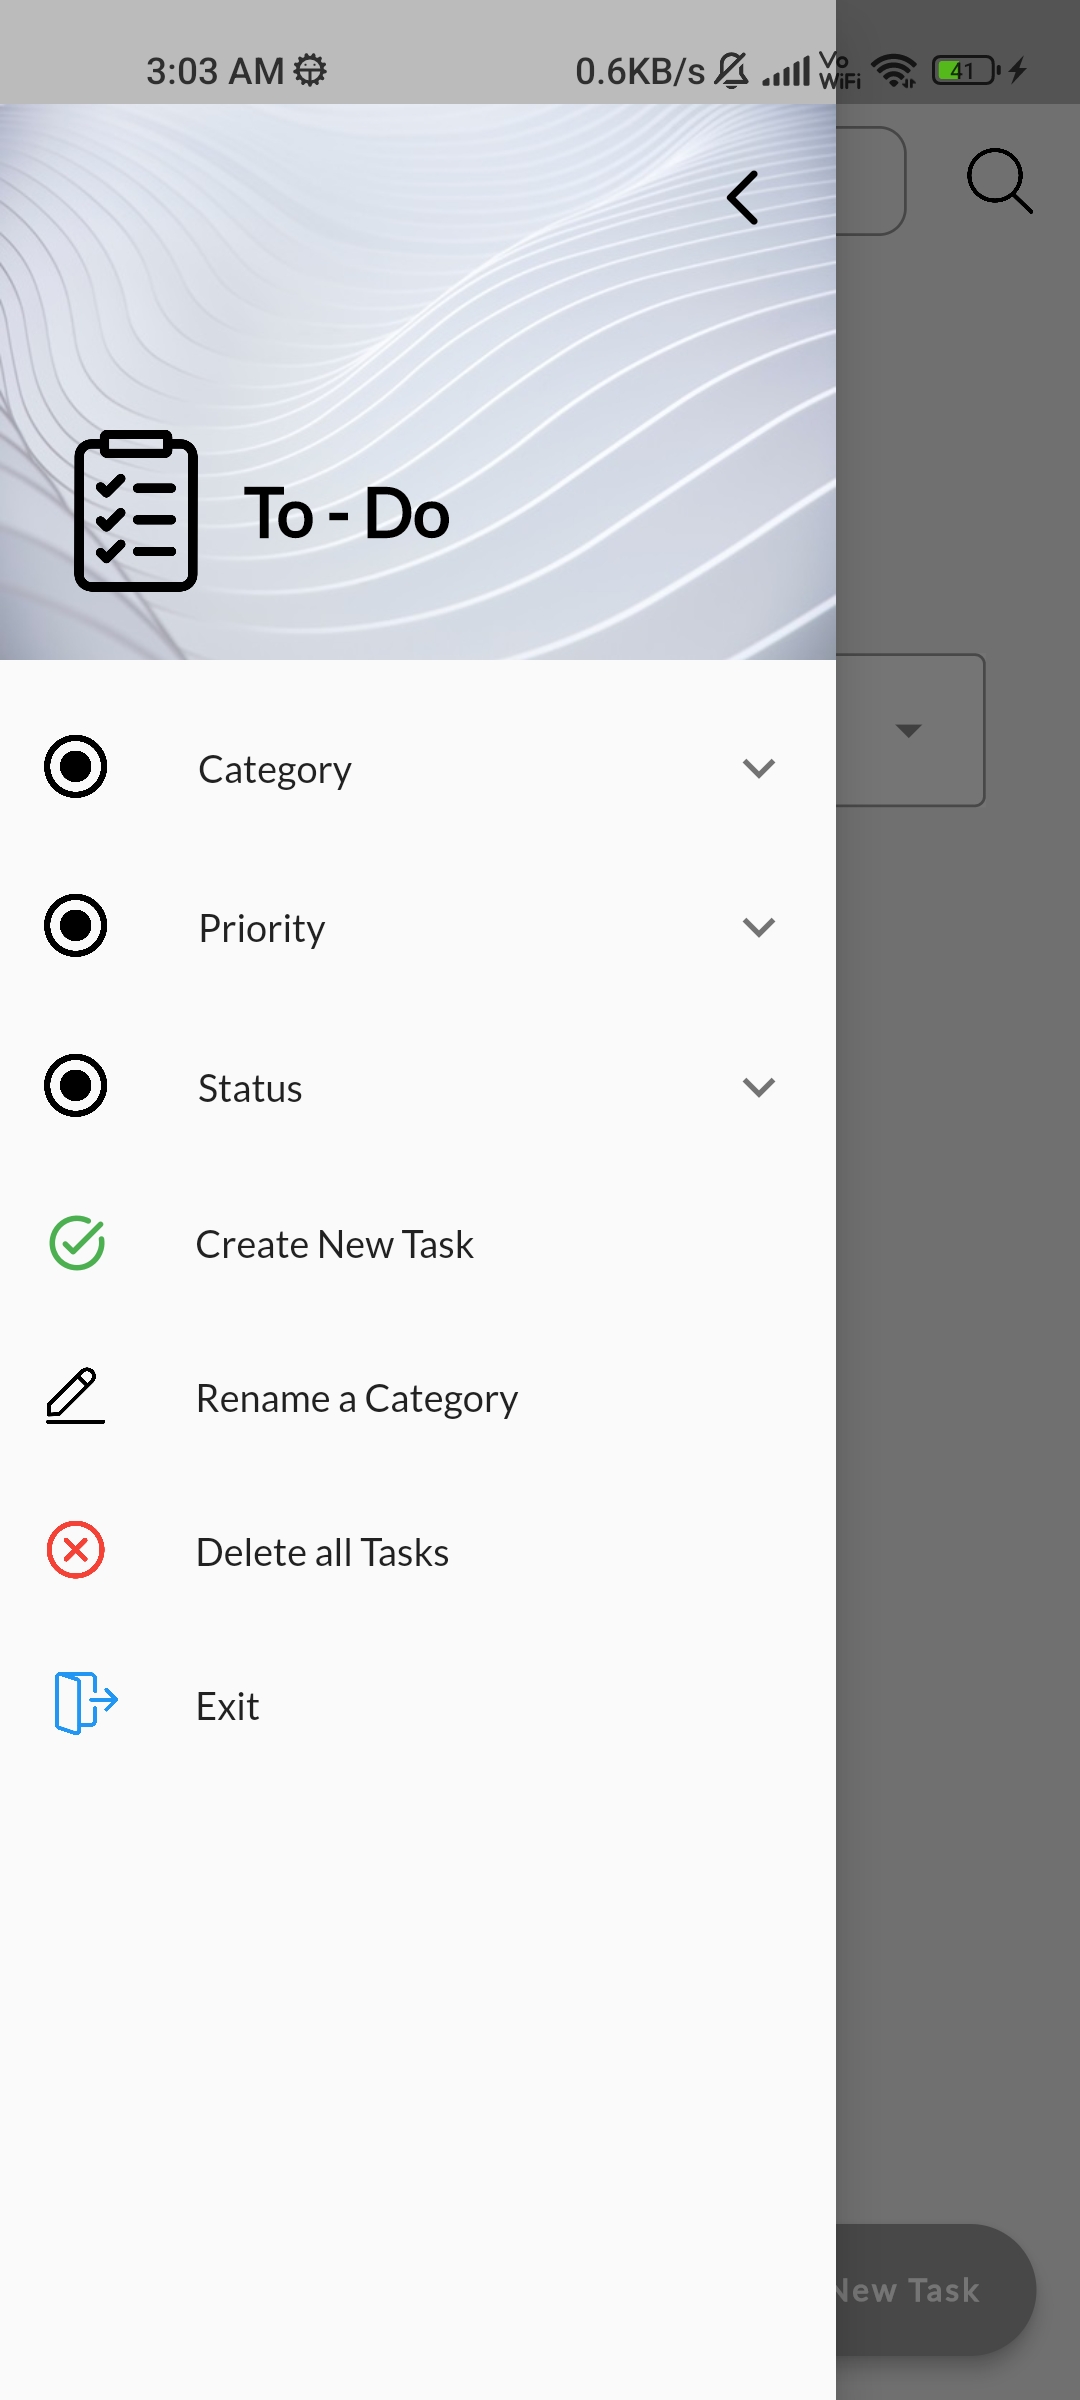 3:03 AM 0.6KB/s Vo WiFi 41
To - Do
Category
Priority
Status
Create New Task
Rename a Category
Delete all Tasks
Exit
New Task